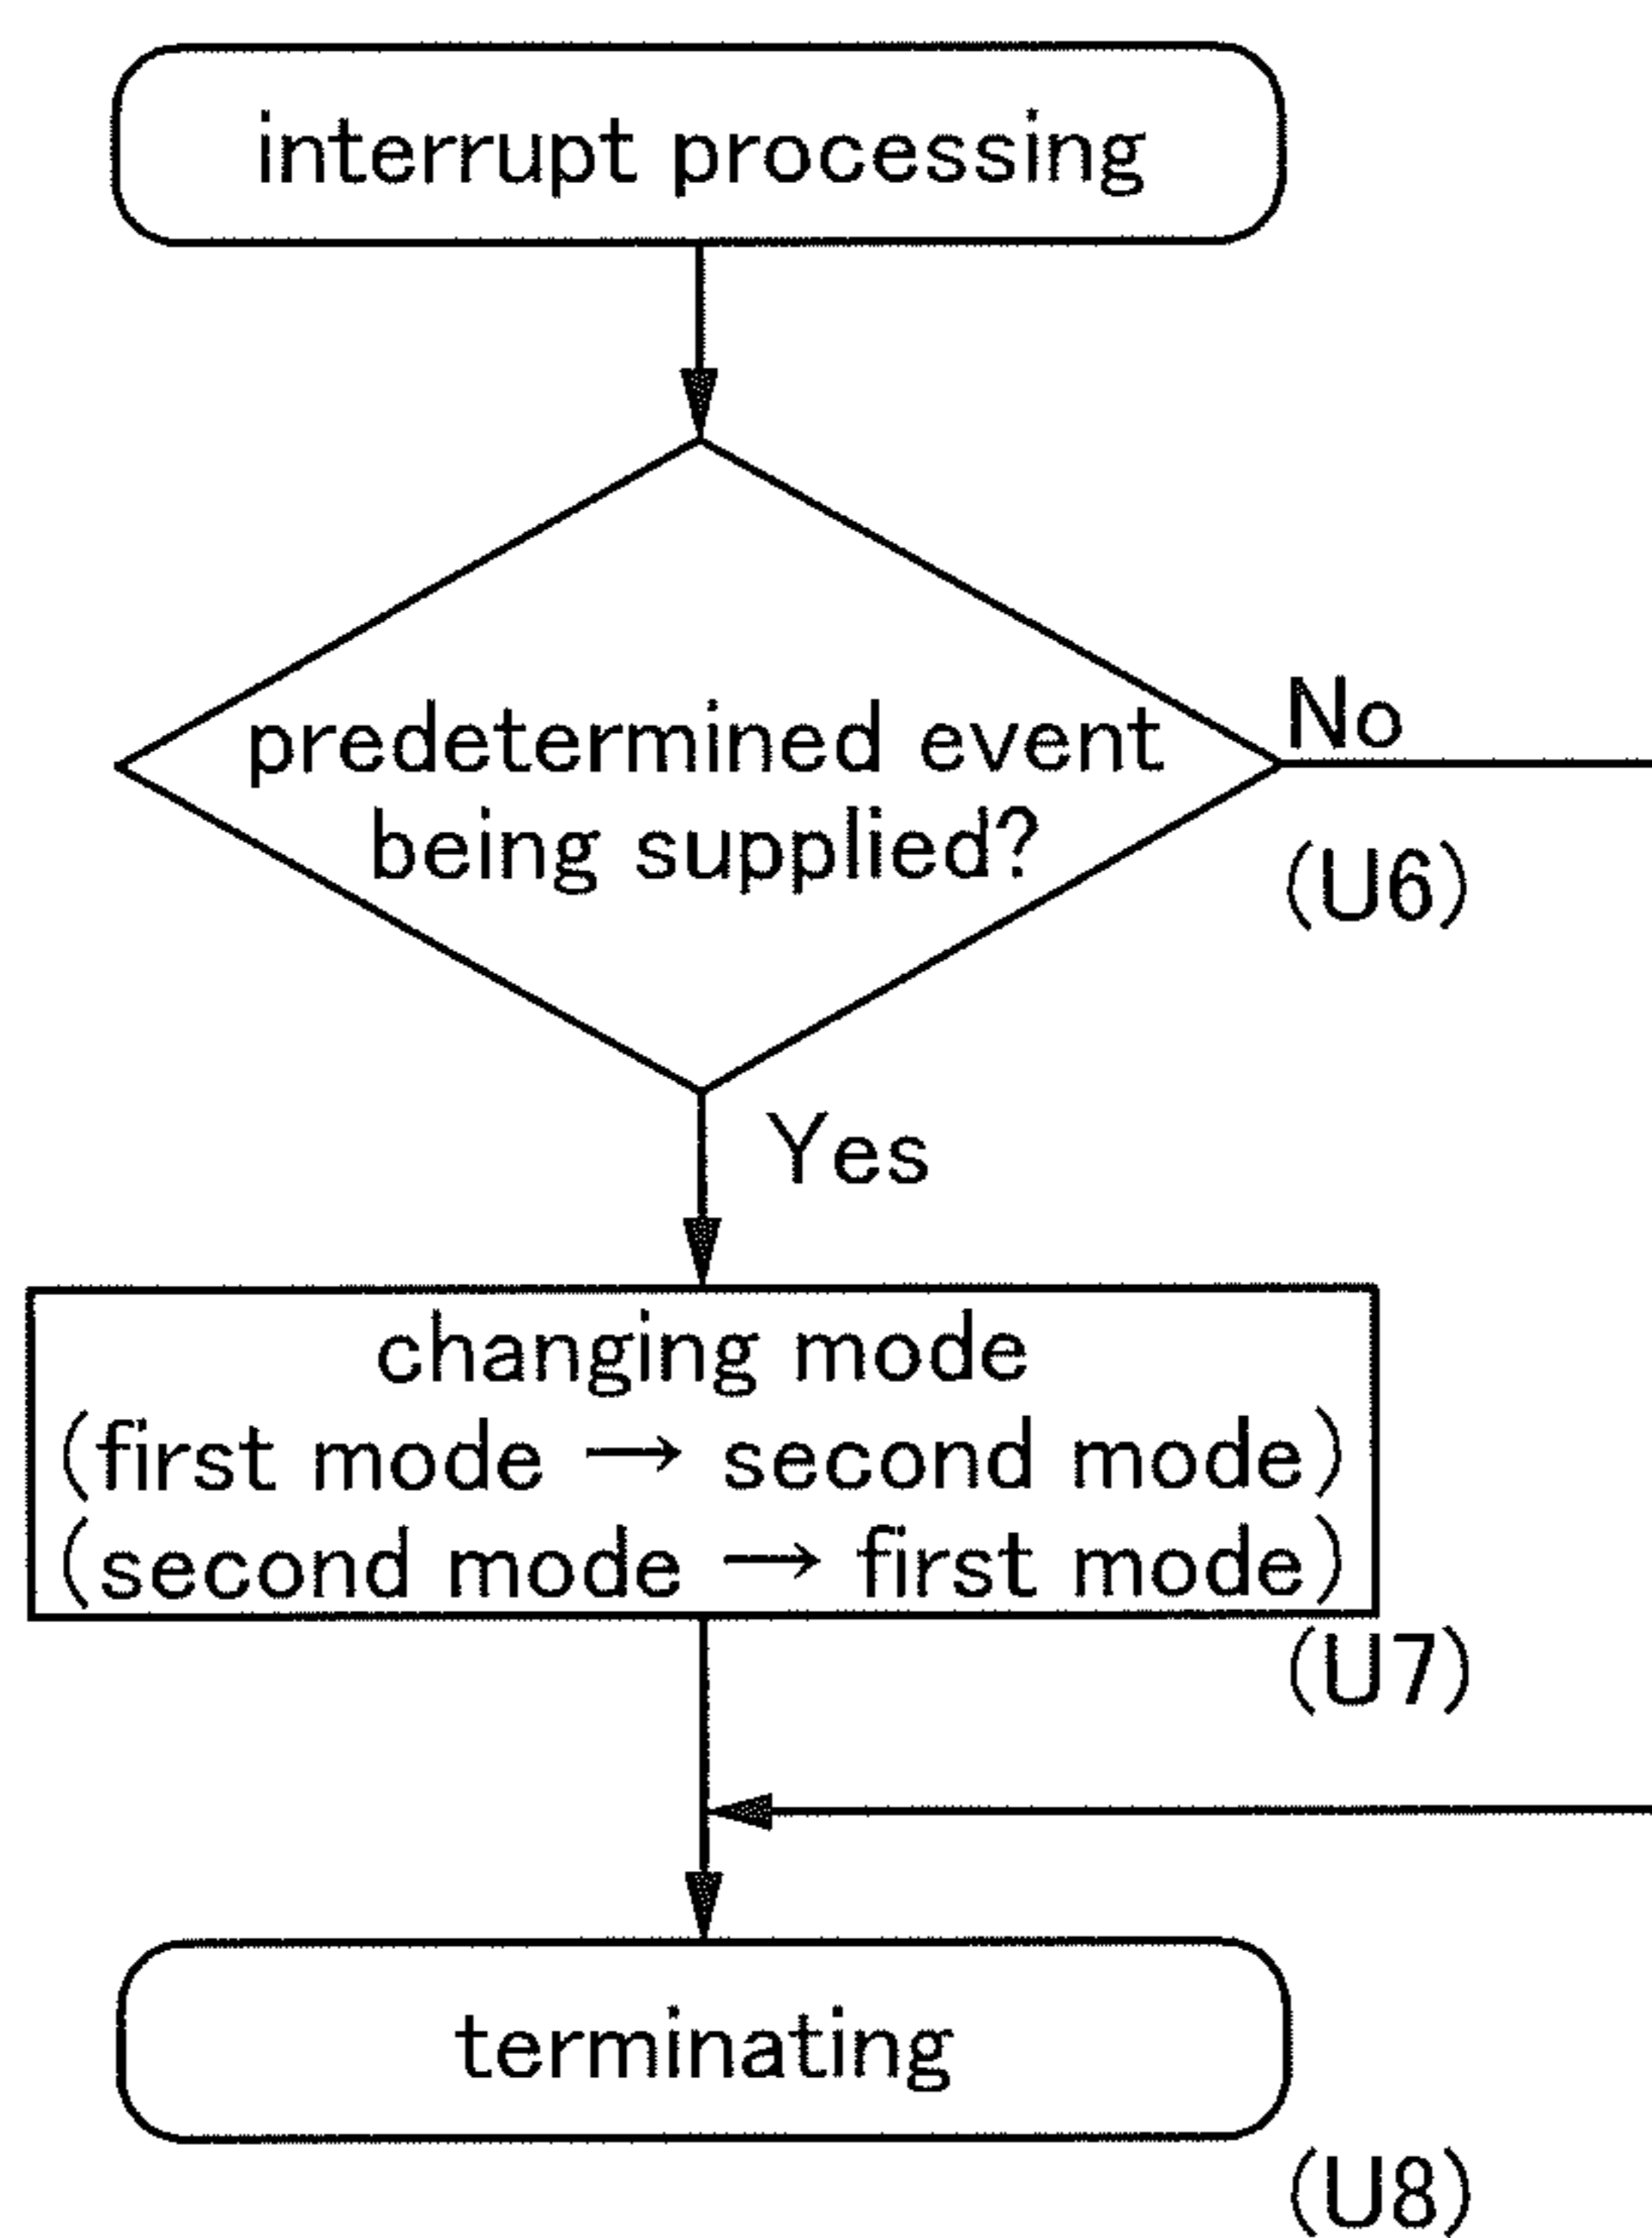 interrupt processing
predetermined event
being supplied?
No
(U6)
Yes
changing mode
(first mode → second mode)
(second mode → first mode)
(U7)
terminating
(U8)